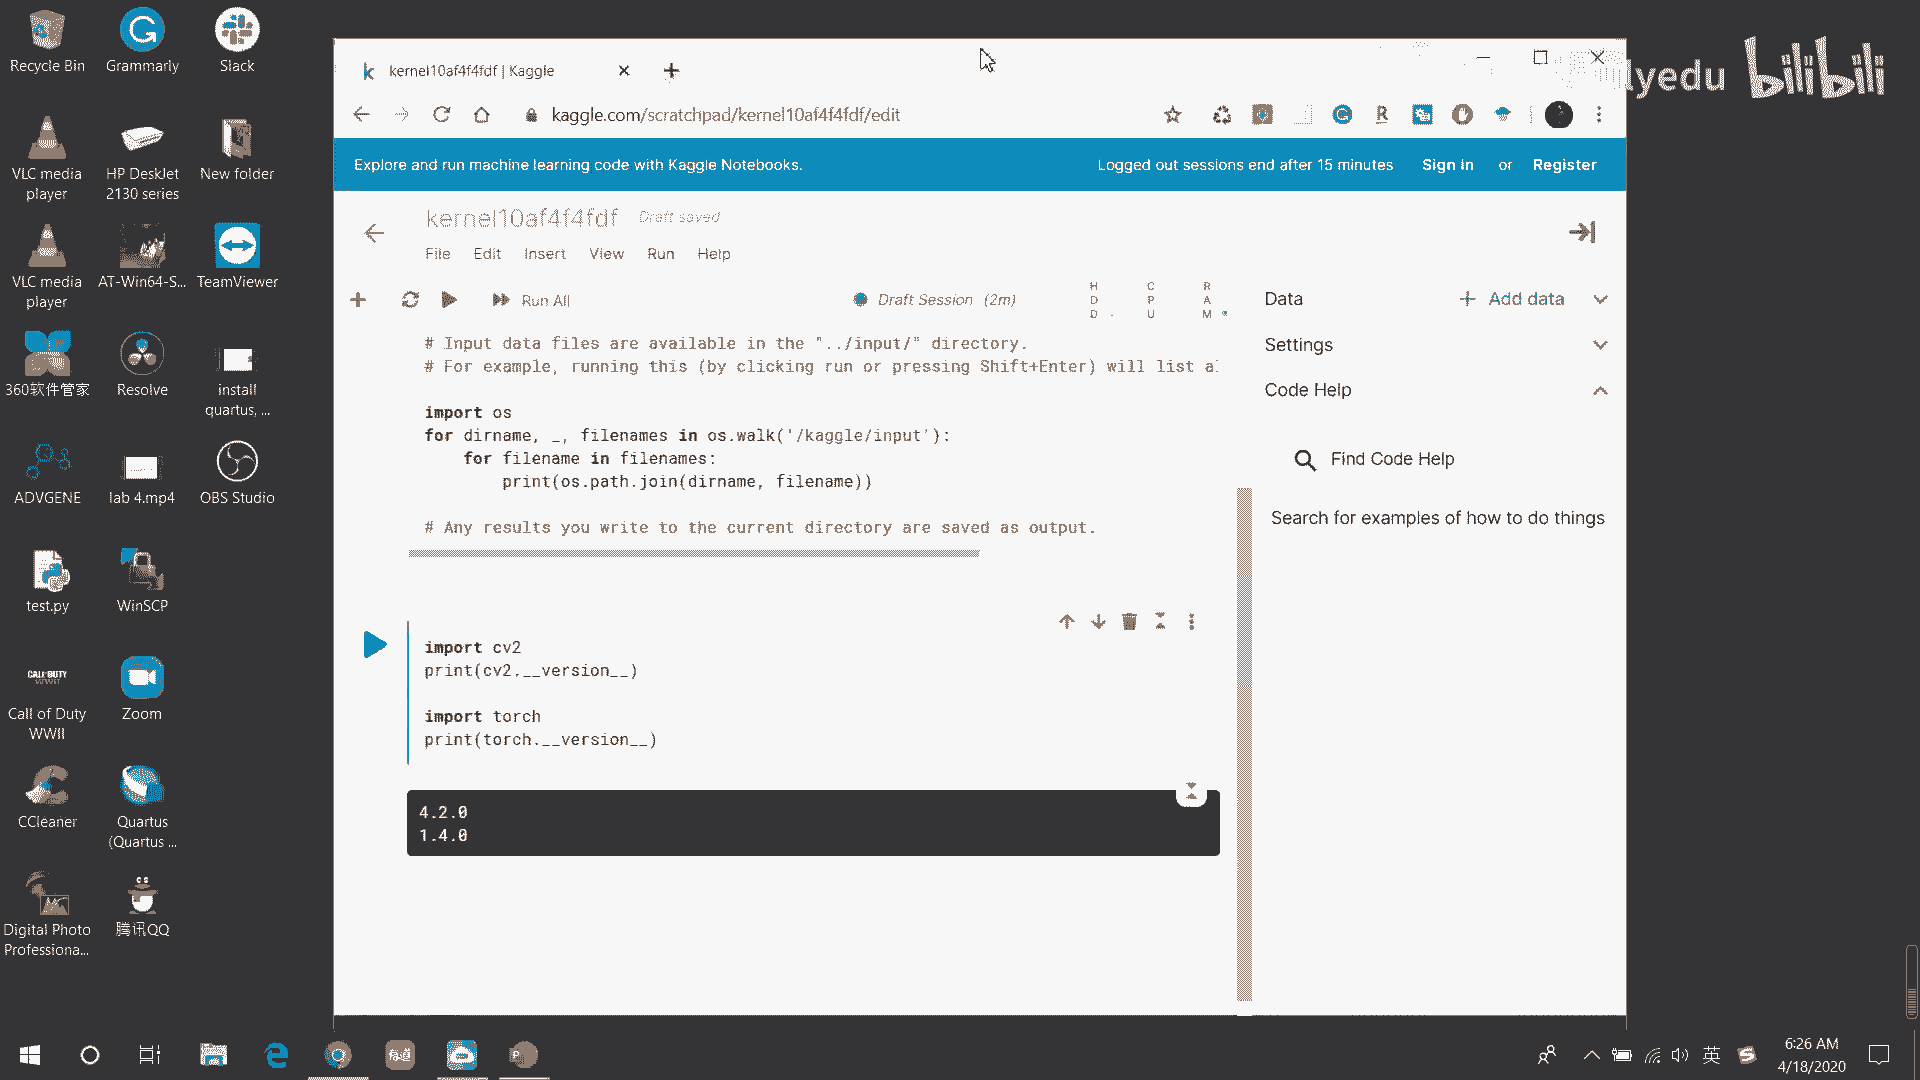 Recycle Bin
Grammarly
Slack
VLC media player
HP DeskJet 2130 series
New folder
VLC media player
AT-Win64-S...
TeamViewer
360软件管家
Resolve
install quartus, ...
ADVGENE
lab 4.mp4
OBS Studio
test.py
WinSCP
CALL OF DUTY
Call of Duty WWII
Zoom
CCleaner
Quartus (Quartus ...
Digital Photo Professiona...
腾讯QQ
kernel10af4f4fdf | Kaggle
lyedu bilibili
kaggle.com/scratchpad/kernel10af4f4fdf/edit
Explore and run machine learning code with Kaggle Notebooks.
Logged out sessions end after 15 minutes Sign In or Register
kernel10af4f4fdf Draft saved
File Edit Insert View Run Help
Run All
Draft Session (2m)
HDD CPU RAM
# Input data files are available in the "../input/" directory.
# For example, running this (by clicking run or pressing Shift+Enter) will list a
import os
for dirname, _, filenames in os.walk('/kaggle/input'):
    for filename in filenames:
        print(os.path.join(dirname, filename))
# Any results you write to the current directory are saved as output.
import cv2
print(cv2.__version__)
import torch
print(torch.__version__)
4.2.0
1.4.0
Data
+ Add data
Settings
Code Help
Find Code Help
Search for examples of how to do things
英
6:26 AM
4/18/2020